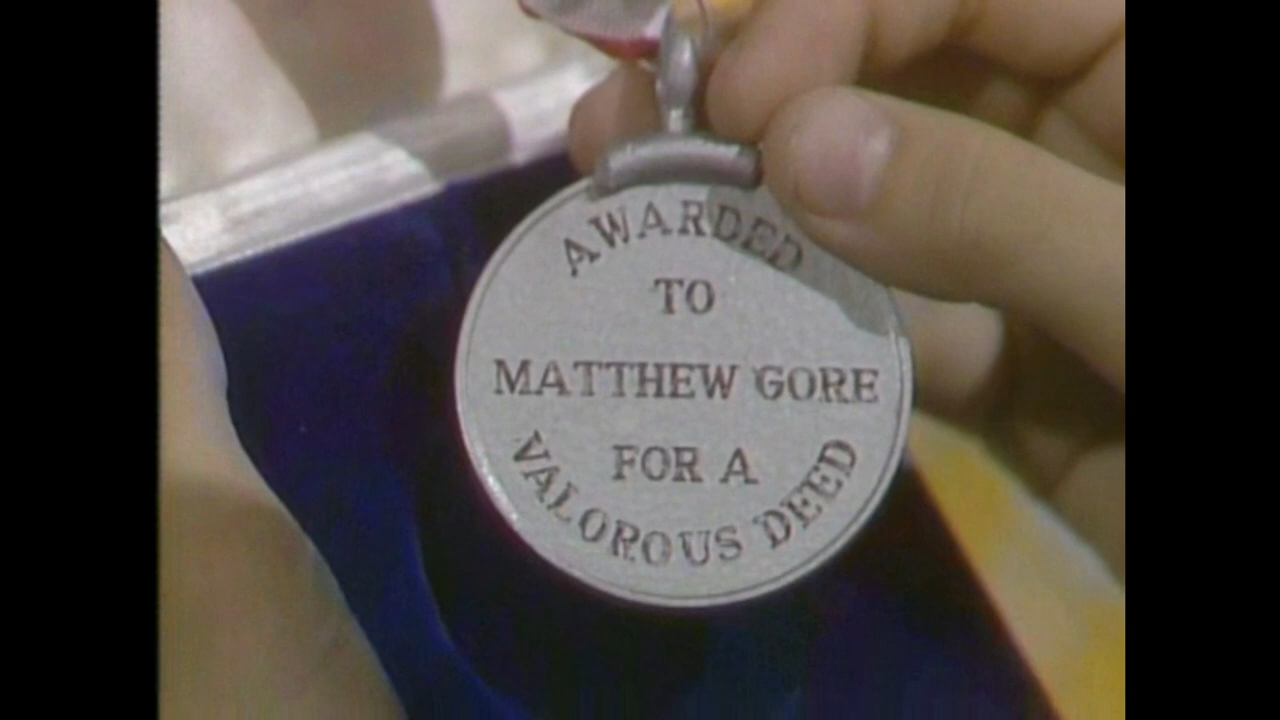 AWARDED
TO
MATTHEW GORE
FOR A
VALOROUS DEED